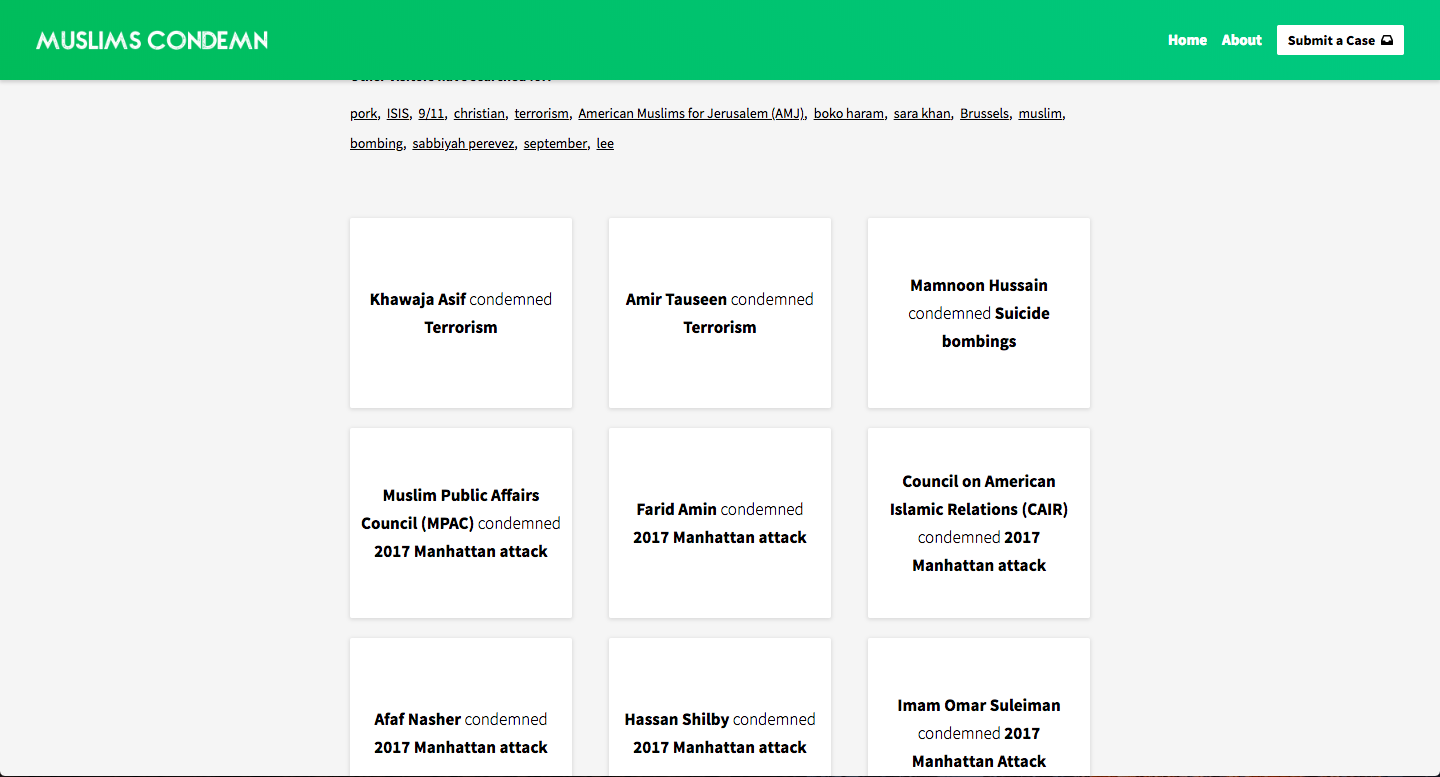 MUSLIMS CONDEMN
Home About Submit a Case
pork, ISIS, 9/11, christian, terrorism, American Muslims for Jerusalem (AMJ), boko haram, sara khan, Brussels, muslim,
bombing, sabbiyah perevez, september, lee
Khawaja Asif condemned
Terrorism
Amir Tauseen condemned
Terrorism
Mamnoon Hussain
condemned Suicide
bombings
Muslim Public Affairs
Council (MPAC) condemned
2017 Manhattan attack
Farid Amin condemned
2017 Manhattan attack
Council on American
Islamic Relations (CAIR)
condemned 2017
Manhattan attack
Afaf Nasher condemned
2017 Manhattan attack
Hassan Shilby condemned
2017 Manhattan attack
Imam Omar Suleiman
condemned 2017
Manhattan Attack